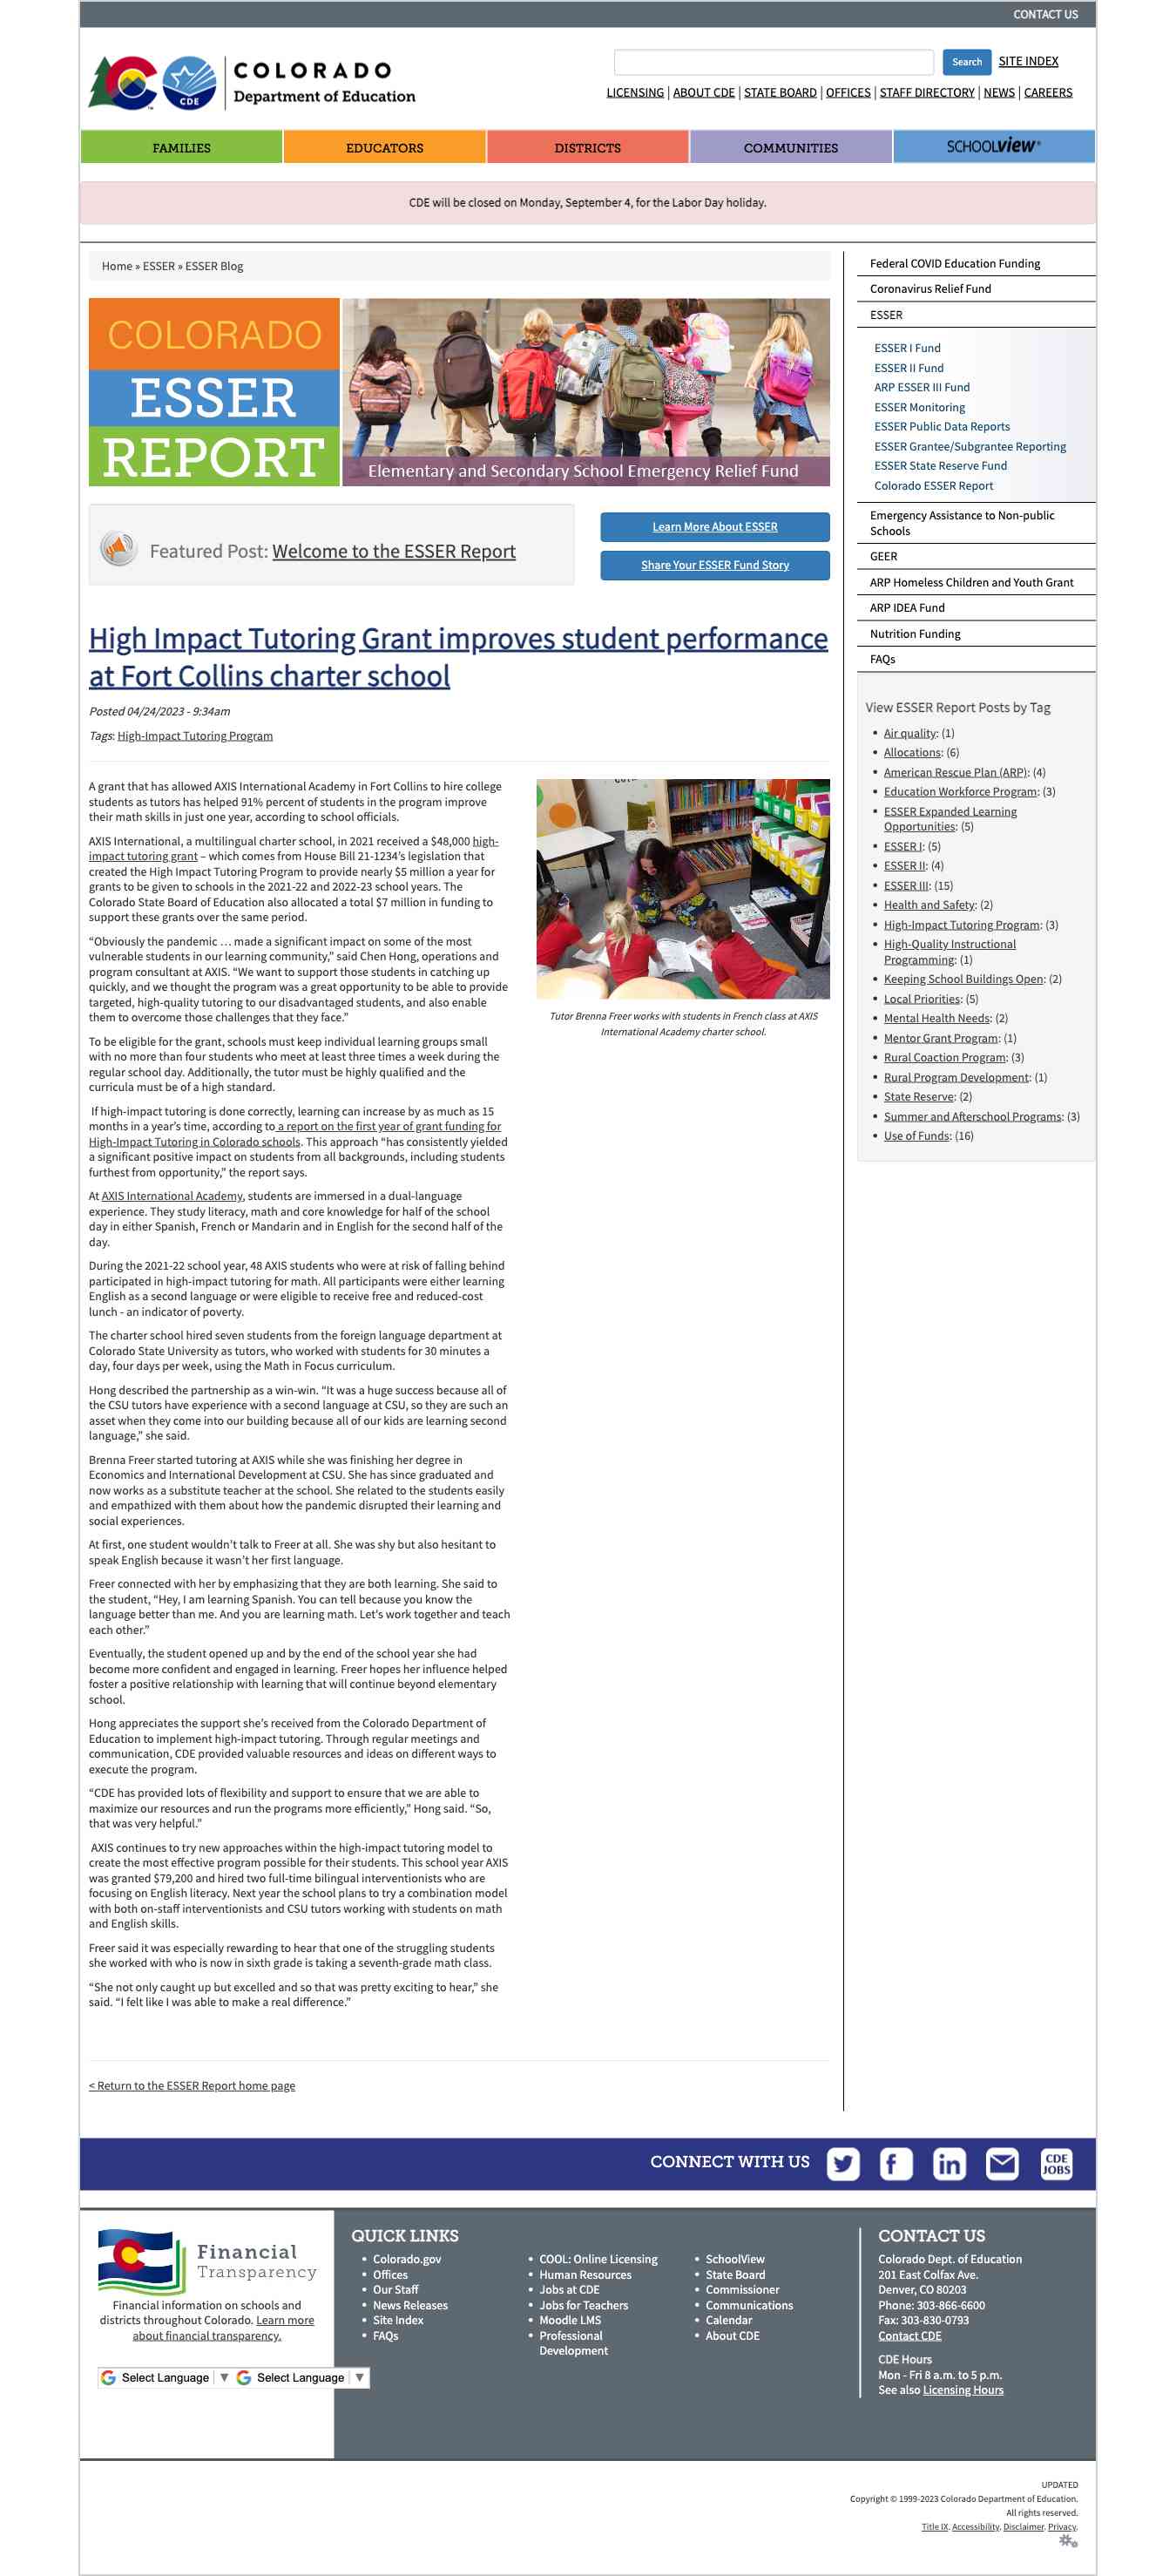 CONTACT US
COLORADO
Department of Education
CDE
Search
SITE INDEX
LICENSING | ABOUT CDE | STATE BOARD | OFFICES | STAFF DIRECTORY | NEWS | CAREERS
FAMILIES
EDUCATORS
DISTRICTS
COMMUNITIES
SCHOOLVIEW®
CDE will be closed on Monday, September 4, for the Labor Day holiday.
Home » ESSER » ESSER Blog
COLORADO
ESSER
REPORT
Elementary and Secondary School Emergency Relief Fund
Featured Post: Welcome to the ESSER Report
Learn More About ESSER
Share Your ESSER Fund Story
High Impact Tutoring Grant improves student performance
at Fort Collins charter school
Posted 04/24/2023 - 9:34am
Tags: High-Impact Tutoring Program
A grant that has allowed AXIS International Academy in Fort Collins to hire college
students as tutors has helped 91% percent of students in the program improve
their math skills in just one year, according to school officials.
AXIS International, a multilingual charter school, in 2021 received a $48,000 high-
impact tutoring grant – which comes from House Bill 21-1234's legislation that
created the High Impact Tutoring Program to provide nearly $5 million a year for
grants to be given to schools in the 2021-22 and 2022-23 school years. The
Colorado State Board of Education also allocated a total $7 million in funding to
support these grants over the same period.
“Obviously the pandemic … made a significant impact on some of the most
vulnerable students in our learning community,” said Chen Hong, operations and
program consultant at AXIS. “We want to support those students in catching up
quickly, and we thought the program was a great opportunity to be able to provide
targeted, high-quality tutoring to our disadvantaged students, and also enable
them to overcome those challenges that they face.”
To be eligible for the grant, schools must keep individual learning groups small
with no more than four students who meet at least three times a week during the
regular school day. Additionally, the tutor must be highly qualified and the
curricula must be of a high standard.
If high-impact tutoring is done correctly, learning can increase by as much as 15
months in a year's time, according to a report on the first year of grant funding for
High-Impact Tutoring in Colorado schools. This approach “has consistently yielded
a significant positive impact on students from all backgrounds, including students
furthest from opportunity,” the report says.
At AXIS International Academy, students are immersed in a dual-language
experience. They study literacy, math and core knowledge for half of the school
day in either Spanish, French or Mandarin and in English for the second half of the
day.
During the 2021-22 school year, 48 AXIS students who were at risk of falling behind
participated in high-impact tutoring for math. All participants were either learning
English as a second language or were eligible to receive free and reduced-cost
lunch - an indicator of poverty.
The charter school hired seven students from the foreign language department at
Colorado State University as tutors, who worked with students for 30 minutes a
day, four days per week, using the Math in Focus curriculum.
Hong described the partnership as a win-win. “It was a huge success because all of
the CSU tutors have experience with a second language at CSU, so they are such an
asset when they come into our building because all of our kids are learning second
language,” she said.
Brenna Freer started tutoring at AXIS while she was finishing her degree in
Economics and International Development at CSU. She has since graduated and
now works as a substitute teacher at the school. She related to the students easily
and empathized with them about how the pandemic disrupted their learning and
social experiences.
At first, one student wouldn't talk to Freer at all. She was shy but also hesitant to
speak English because it wasn't her first language.
Freer connected with her by emphasizing that they are both learning. She said to
the student, “Hey, I am learning Spanish. You can tell because you know the
language better than me. And you are learning math. Let's work together and teach
each other.”
Eventually, the student opened up and by the end of the school year she had
become more confident and engaged in learning. Freer hopes her influence helped
foster a positive relationship with learning that will continue beyond elementary
school.
Hong appreciates the support she's received from the Colorado Department of
Education to implement high-impact tutoring. Through regular meetings and
communication, CDE provided valuable resources and ideas on different ways to
execute the program.
“CDE has provided lots of flexibility and support to ensure that we are able to
maximize our resources and run the programs more efficiently,” Hong said. “So,
that was very helpful.”
AXIS continues to try new approaches within the high-impact tutoring model to
create the most effective program possible for their students. This school year AXIS
was granted $79,200 and hired two full-time bilingual interventionists who are
focusing on English literacy. Next year the school plans to try a combination model
with both on-staff interventionists and CSU tutors working with students on math
and English skills.
Freer said it was especially rewarding to hear that one of the struggling students
she worked with who is now in sixth grade is taking a seventh-grade math class.
“She not only caught up but excelled and so that was pretty exciting to hear,” she
said. “I felt like I was able to make a real difference.”
Tutor Brenna Freer works with students in French class at AXIS
International Academy charter school.
< Return to the ESSER Report home page
Federal COVID Education Funding
Coronavirus Relief Fund
ESSER
ESSER I Fund
ESSER II Fund
ARP ESSER III Fund
ESSER Monitoring
ESSER Public Data Reports
ESSER Grantee/Subgrantee Reporting
ESSER State Reserve Fund
Colorado ESSER Report
Emergency Assistance to Non-public
Schools
GEER
ARP Homeless Children and Youth Grant
ARP IDEA Fund
Nutrition Funding
FAQs
View ESSER Report Posts by Tag
• Air quality: (1)
• Allocations: (6)
• American Rescue Plan (ARP): (4)
• Education Workforce Program: (3)
• ESSER Expanded Learning
Opportunities: (5)
• ESSER I: (5)
• ESSER II: (4)
• ESSER III: (15)
• Health and Safety: (2)
• High-Impact Tutoring Program: (3)
• High-Quality Instructional
Programming: (1)
• Keeping School Buildings Open: (2)
• Local Priorities: (5)
• Mental Health Needs: (2)
• Mentor Grant Program: (1)
• Rural Coaction Program: (3)
• Rural Program Development: (1)
• State Reserve: (2)
• Summer and Afterschool Programs: (3)
• Use of Funds: (16)
CONNECT WITH US
CDE
JOBS
Financial
Transparency
Financial information on schools and
districts throughout Colorado. Learn more
about financial transparency.
Select Language ▼
Select Language ▼
QUICK LINKS
• Colorado.gov
• Offices
• Our Staff
• News Releases
• Site Index
• FAQs
• COOL: Online Licensing
• Human Resources
• Jobs at CDE
• Jobs for Teachers
• Moodle LMS
• Professional
Development
• SchoolView
• State Board
• Commissioner
• Communications
• Calendar
• About CDE
CONTACT US
Colorado Dept. of Education
201 East Colfax Ave.
Denver, CO 80203
Phone: 303-866-6600
Fax: 303-830-0793
Contact CDE
CDE Hours
Mon - Fri 8 a.m. to 5 p.m.
See also Licensing Hours
UPDATED
Copyright © 1999-2023 Colorado Department of Education.
All rights reserved.
Title IX. Accessibility. Disclaimer. Privacy.